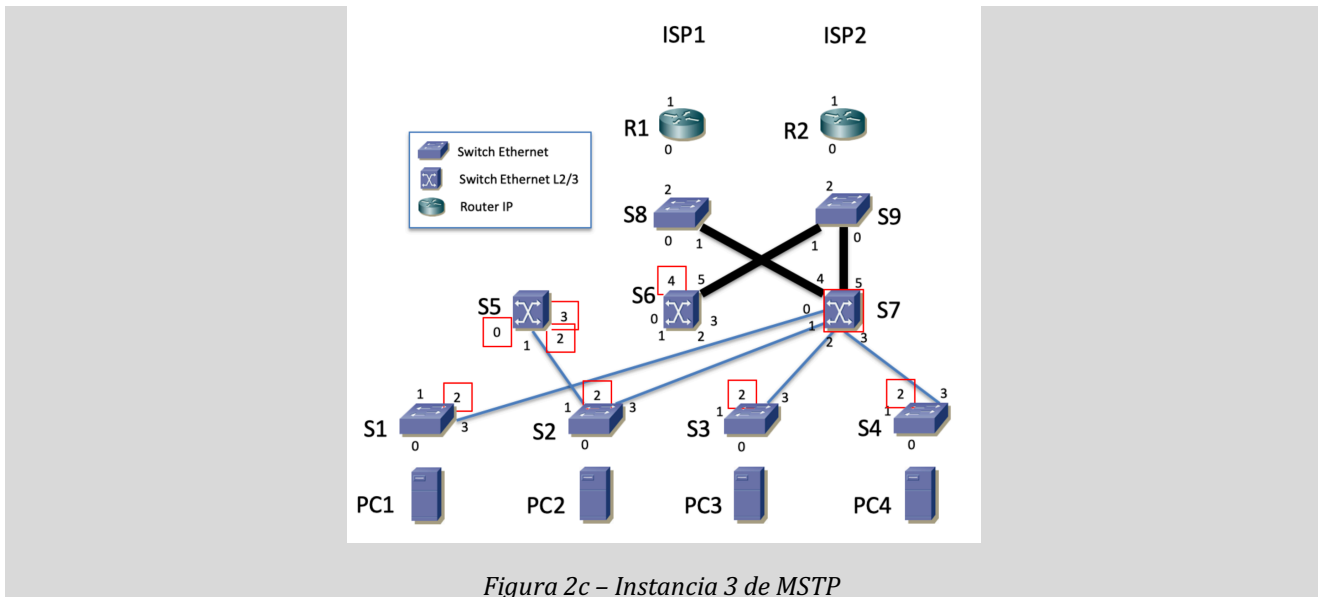 ISP1 ISP2
1 1
R1 R2
0 0
Switch Ethernet
Switch Ethernet L2/3
Router IP
2 2
S8 S9
0 1 1 0
4 5 4 5
S5 S6 S7
0 3 0 3 0
1 2 1 2 1 2 3
1 2 1 2 3 1 2 3 1 2 3
S1 3 S2 S3 S4
0 0 0 0
PC1 PC2 PC3 PC4
Figura 2c – Instancia 3 de MSTP